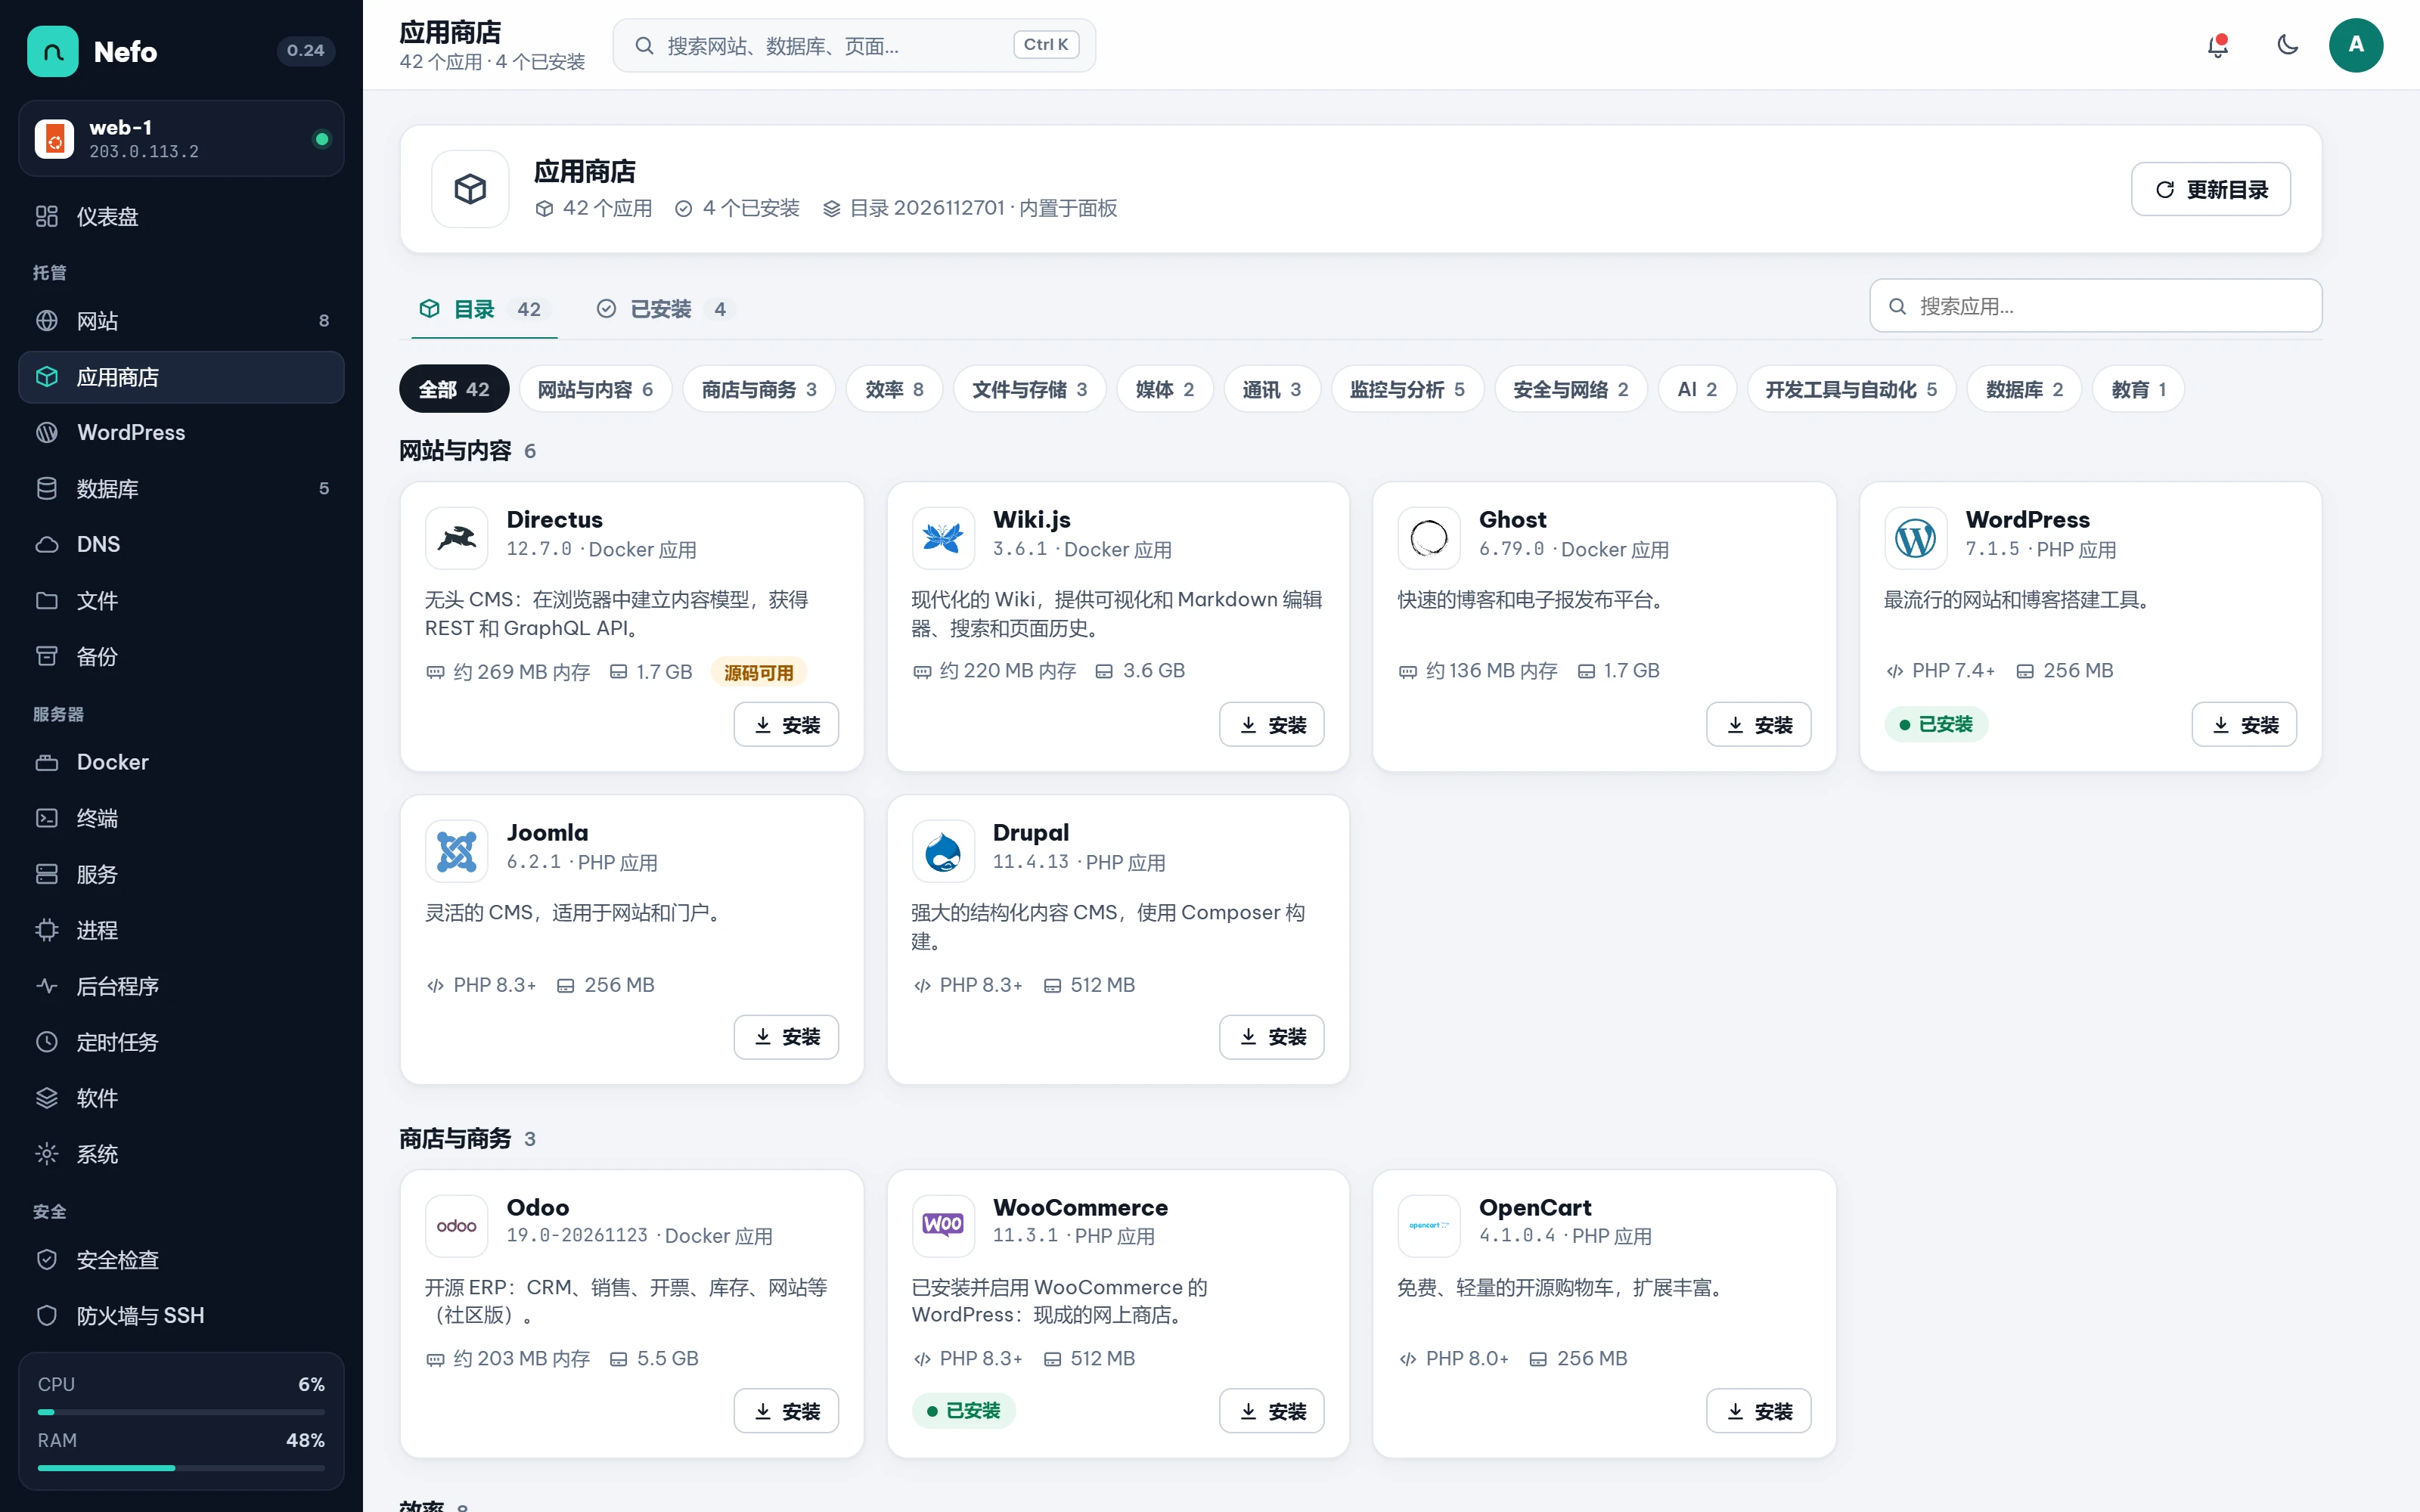 Nefo
0.24
web-1
203.0.113.2
仪表盘
托管
网站 8
应用商店
WordPress
数据库 5
DNS
文件
备份
服务器
Docker
终端
服务
进程
后台程序
定时任务
软件
系统
安全
安全检查
防火墙与 SSH
CPU 6%
RAM 48%
应用商店
42 个应用 · 4 个已安装
搜索网站、数据库、页面...
Ctrl K
A
应用商店
42 个应用 4 个已安装 目录 2026112701 · 内置于面板
更新目录
目录 42 已安装 4
搜索应用...
全部 42 网站与内容 6 商店与商务 3 效率 8 文件与存储 3 媒体 2 通讯 3 监控与分析 5 安全与网络 2 AI 2 开发工具与自动化 5 数据库 2 教育 1
网站与内容 6
Directus
12.7.0 · Docker 应用
无头 CMS：在浏览器中建立内容模型，获得
REST 和 GraphQL API。
约 269 MB 内存 1.7 GB 源码可用
安装
Wiki.js
3.6.1 · Docker 应用
现代化的 Wiki，提供可视化和 Markdown 编辑
器、搜索和页面历史。
约 220 MB 内存 3.6 GB
安装
Ghost
6.79.0 · Docker 应用
快速的博客和电子报发布平台。
约 136 MB 内存 1.7 GB
安装
WordPress
7.1.5 · PHP 应用
最流行的网站和博客搭建工具。
PHP 7.4+ 256 MB
已安装 安装
Joomla
6.2.1 · PHP 应用
灵活的 CMS，适用于网站和门户。
PHP 8.3+ 256 MB
安装
Drupal
11.4.13 · PHP 应用
强大的结构化内容 CMS，使用 Composer 构
建。
PHP 8.3+ 512 MB
安装
商店与商务 3
odoo
Odoo
19.0-20261123 · Docker 应用
开源 ERP：CRM、销售、开票、库存、网站等
（社区版）。
约 203 MB 内存 5.5 GB
安装
WOO
WooCommerce
11.3.1 · PHP 应用
已安装并启用 WooCommerce 的
WordPress：现成的网上商店。
PHP 8.3+ 512 MB
已安装 安装
opencart
OpenCart
4.1.0.4 · PHP 应用
免费、轻量的开源购物车，扩展丰富。
PHP 8.0+ 256 MB
安装
效率 8